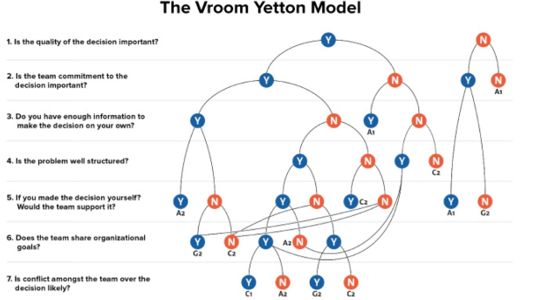 The Vroom Yetton Model
1. Is the quality of the decision important?
Y N
2. Is the team commitment to the
decision important?
Y N Y N
A1
3. Do you have enough information to
make the decision on your own?
Y N Y N
A1
4. Is the problem well structured?
Y N Y N
C2
5. If you made the decision yourself?
Would the team support it?
Y N Y N Y C2 N Y N
A2 A1 G2
6. Does the team share organizational
goals?
Y N Y A2 N Y
G2 C2
7. Is conflict amongst the team over the
decision likely?
Y N Y N
C1 A2 G2 C2